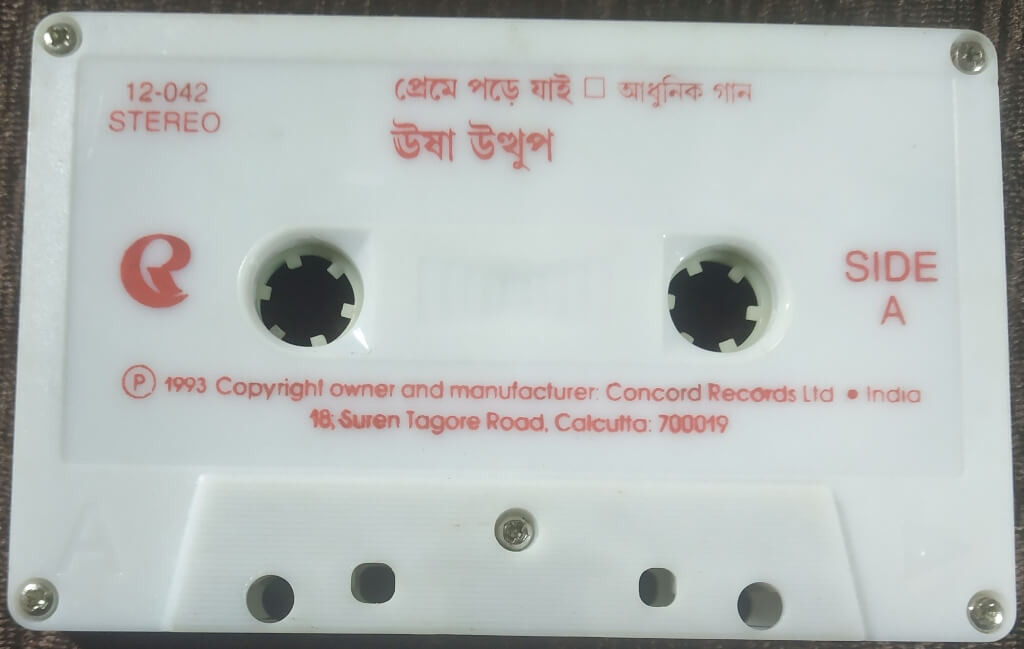 12-042
STEREO
প্রেমে পড়ে যাই □ আধুনিক গান
ঊষা উত্থুপ
SIDE
A
Ⓟ 1993 Copyright owner and manufacturer: Concord Records Ltd • India
18, Suren Tagore Road, Calcutta: 700019
A